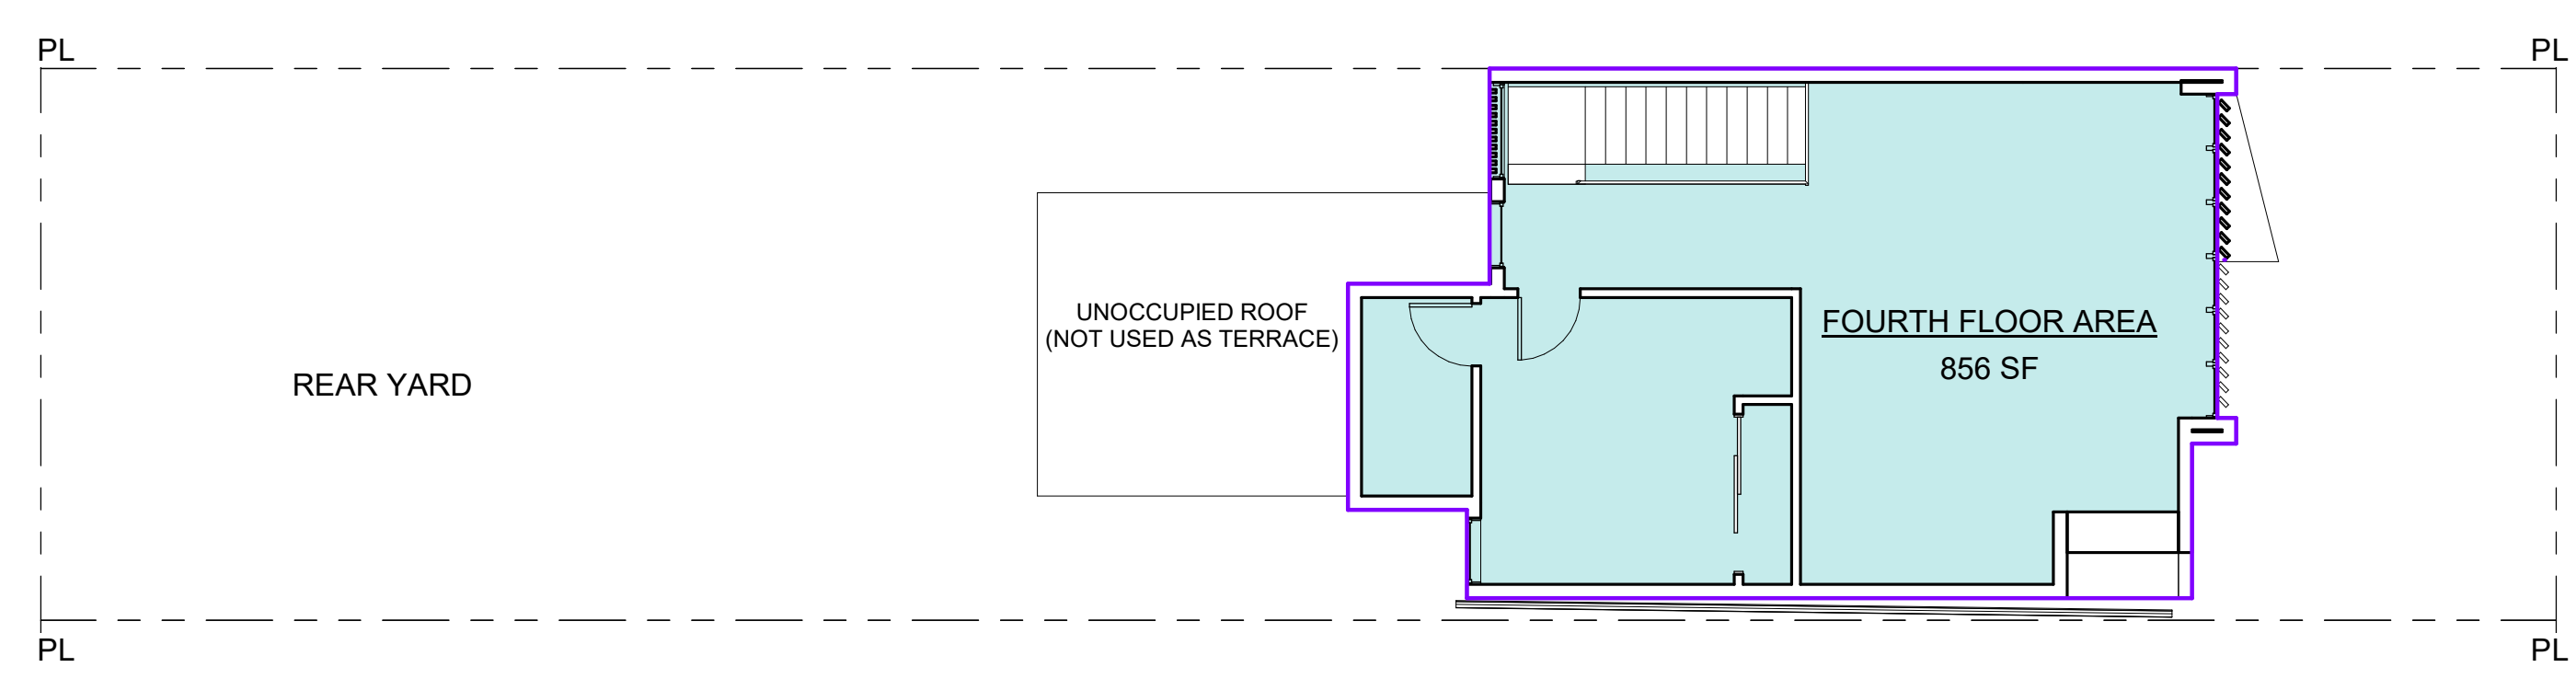 PL
PL
UNOCCUPIED ROOF
(NOT USED AS TERRACE)
FOURTH FLOOR AREA
856 SF
REAR YARD
PL
PL